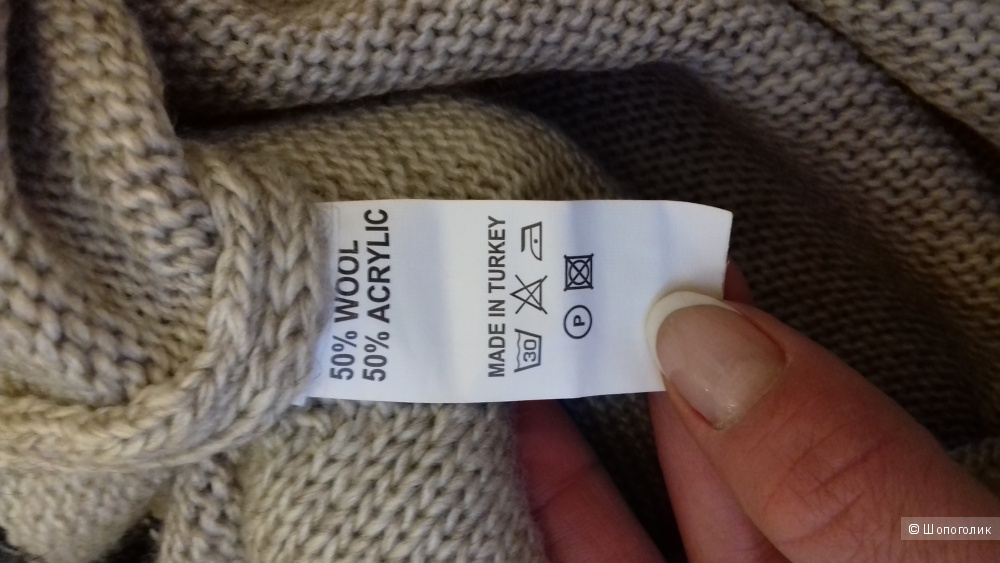 50% WOOL
50% ACRYLIC
MADE IN TURKEY
30
P
© Шопоголик